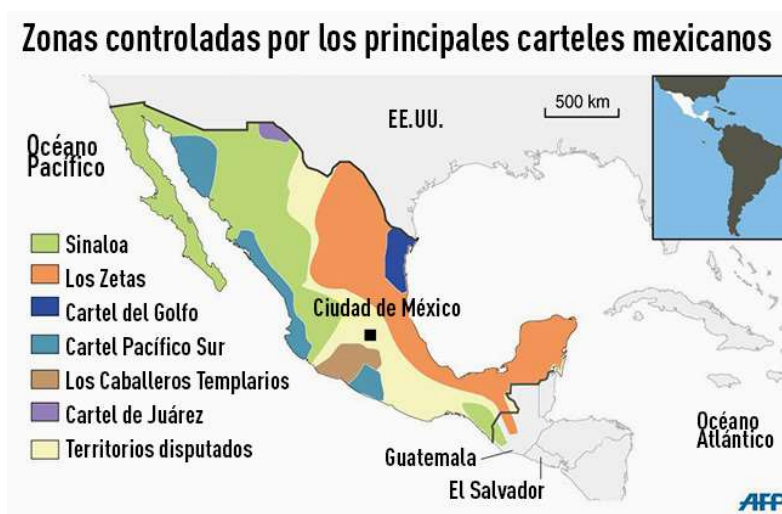 Zonas controladas por los principales carteles mexicanos
500 km
EE.UU.
Océano
Pacífico
Sinaloa
Los Zetas
Cartel del Golfo
Ciudad de México
Cartel Pacífico Sur
Los Caballeros Templarios
Cartel de Juárez
Territorios disputados
Océano
Atlántico
Guatemala
El Salvador
AFP